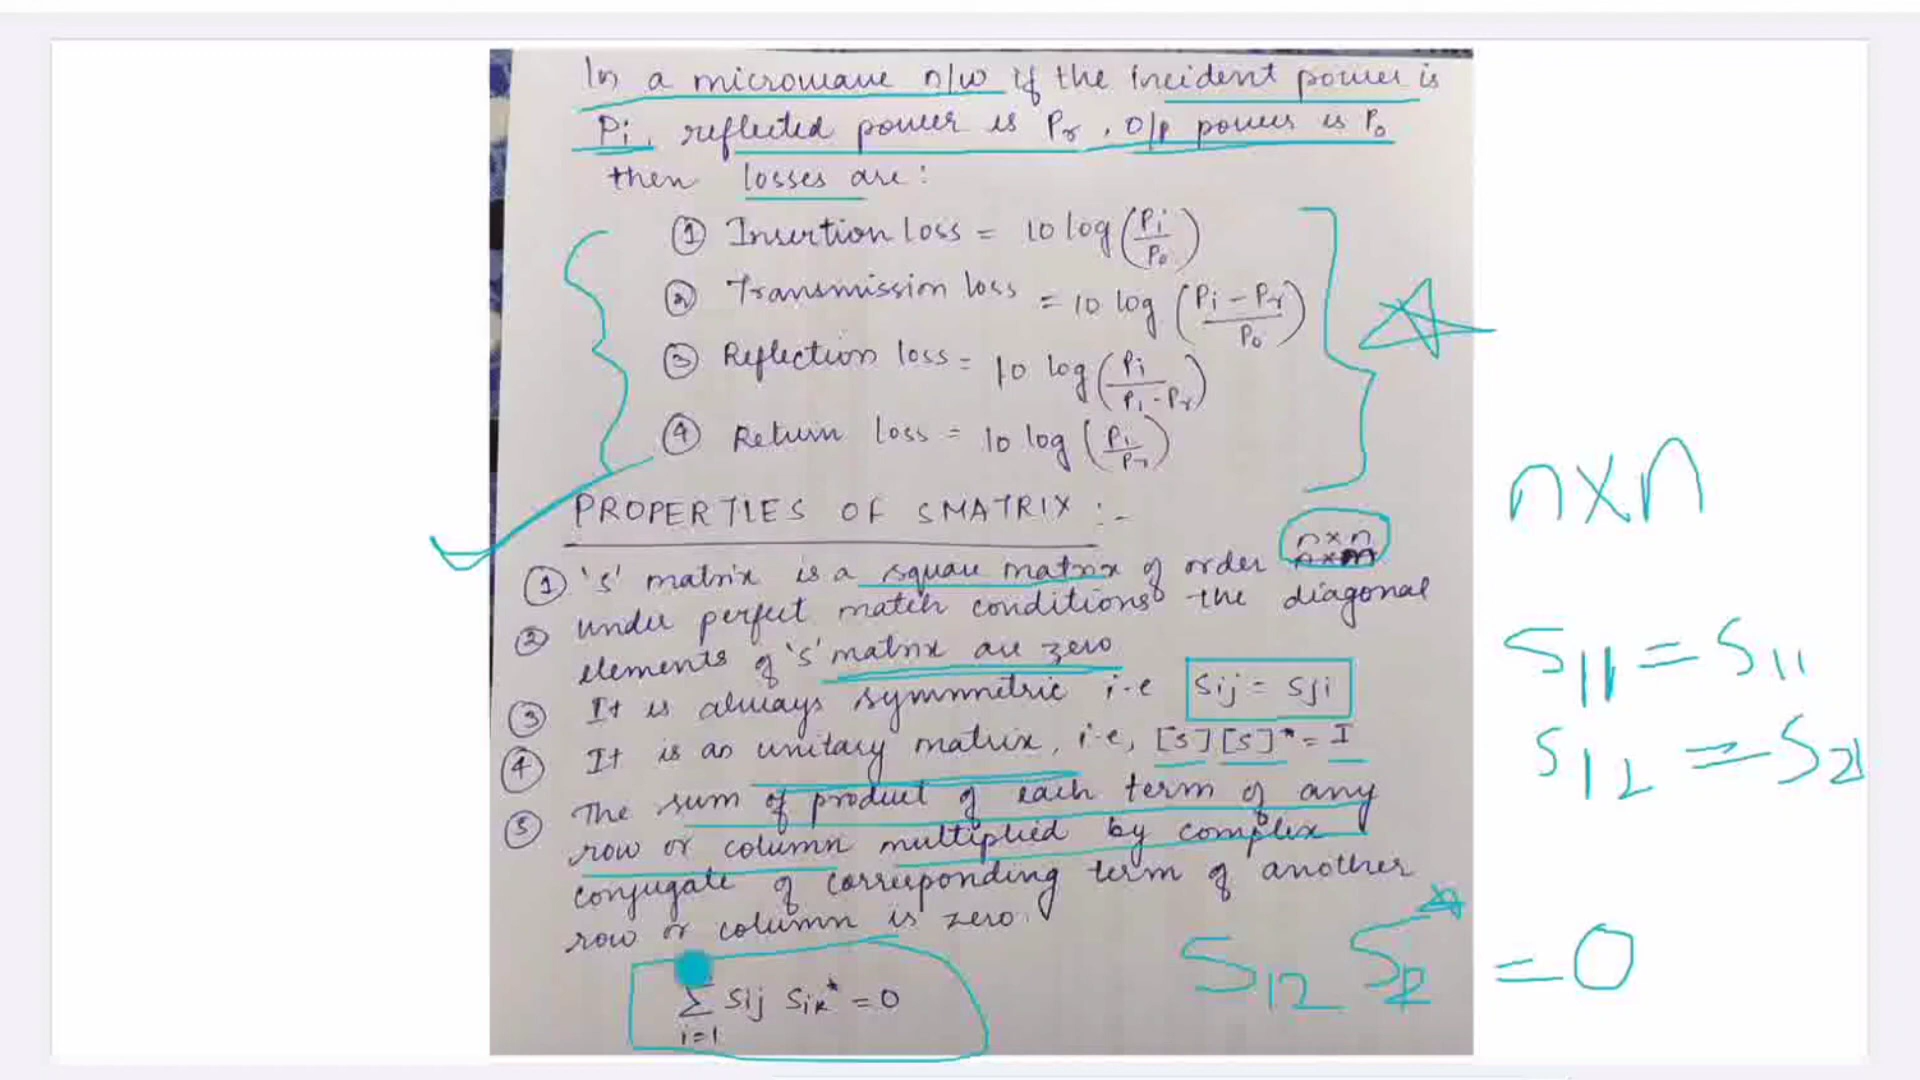 In a microwave n/w if the incident power is
Pi, reflected power is Pr, O/p power is Po
then losses are:
① Insertion loss = 10 log (Pi/Po)
② Transmission loss = 10 log (Pi - Pr/Po)
③ Reflection loss = 10 log (Pi/Pi - Pr)
④ Return loss = 10 log (Pi/Pr)
n×n
PROPERTIES OF SMATRIX :-
n×n
① 's' matrix is a square matrix of order
② under perfect match conditions the diagonal
elements of 's' matrix are zero
S11 = S11
③ It is always symmetric i.e Sij = Sji
④ It is an unitary matrix, i.e, [S][S]* = I
S12 = S21
⑤ The sum of product of each term of any
row or column multiplied by complex
conjugate of corresponding term of another
row or column is zero.
S12 S* = 0
∑ i=1 Sij Sik* = 0